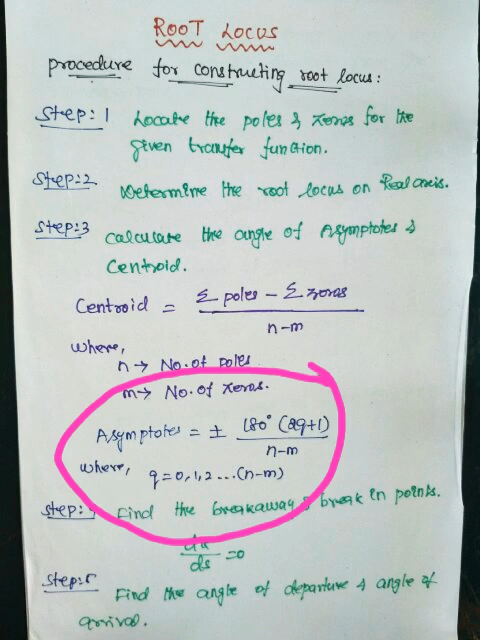 ROOT LOCUS
procedure for constructing root locus:
Step:1 Locate the poles & zeros for the
given transfer function.
Step:2 Determine the root locus on Real axis.
Step:3 calculate the angle of Asymptotes &
Centroid.
Centroid = Σ poles - Σ zeros / n-m
where,
n → No. of poles
m → No. of zeros.
Asymptotes = ± 180° (2q+1) / n-m
where, q = 0, 1, 2 ... (n-m)
step: Find the breakaway & break in points.
dk/ds = 0
Step:5 Find the angle of departure & angle of
arrival.